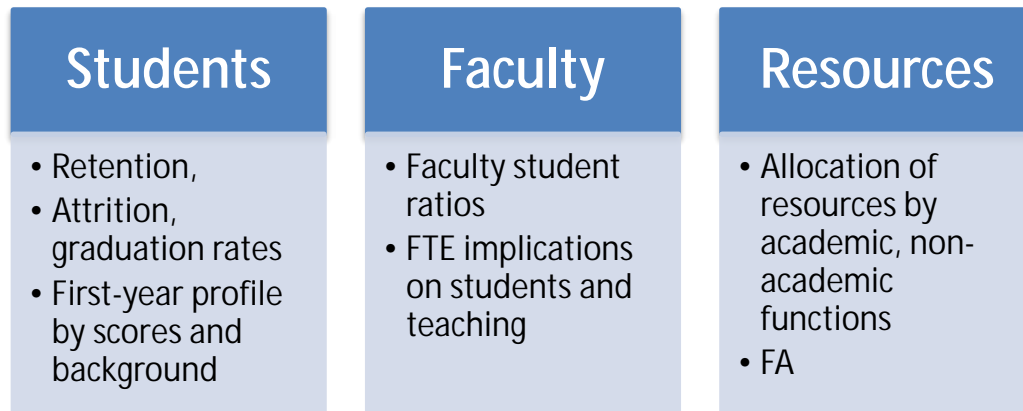 Students
• Retention,
• Attrition,
graduation rates
• First-year profile
by scores and
background
Faculty
• Faculty student
ratios
• FTE implications
on students and
teaching
Resources
• Allocation of
resources by
academic, non-
academic
functions
• FA